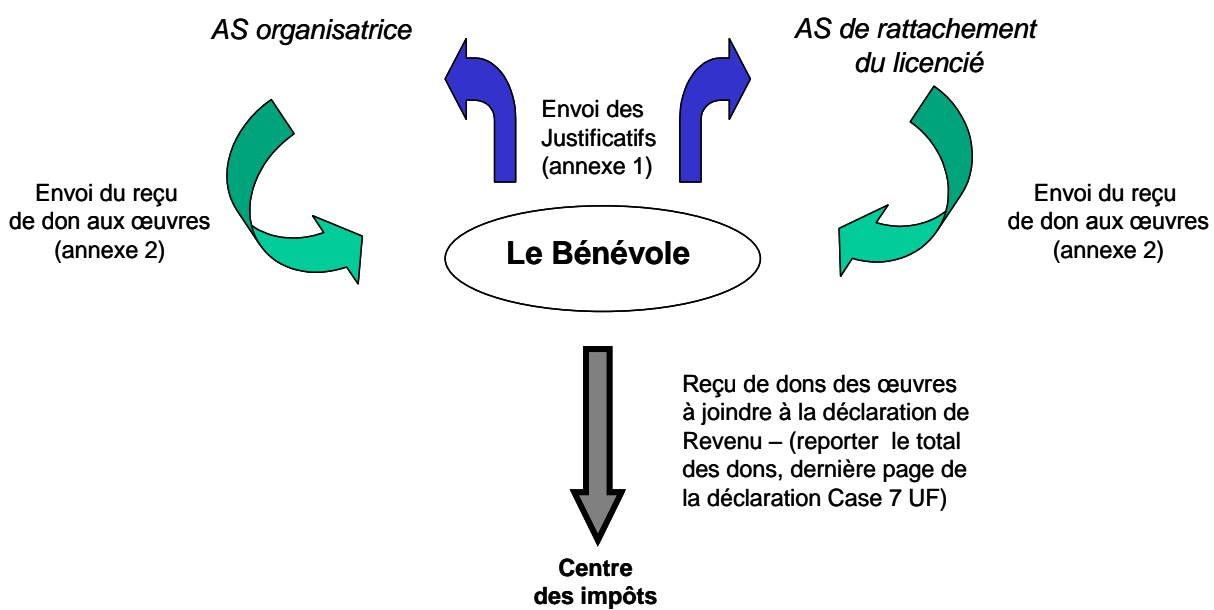 AS organisatrice
AS de rattachement
du licencié
Envoi des
Justificatifs
(annexe 1)
Envoi du reçu
de don aux œuvres
(annexe 2)
Envoi du reçu
de don aux œuvres
(annexe 2)
Le Bénévole
Reçu de dons des œuvres
à joindre à la déclaration de
Revenu – (reporter le total
des dons, dernière page de
la déclaration Case 7 UF)
Centre
des impôts